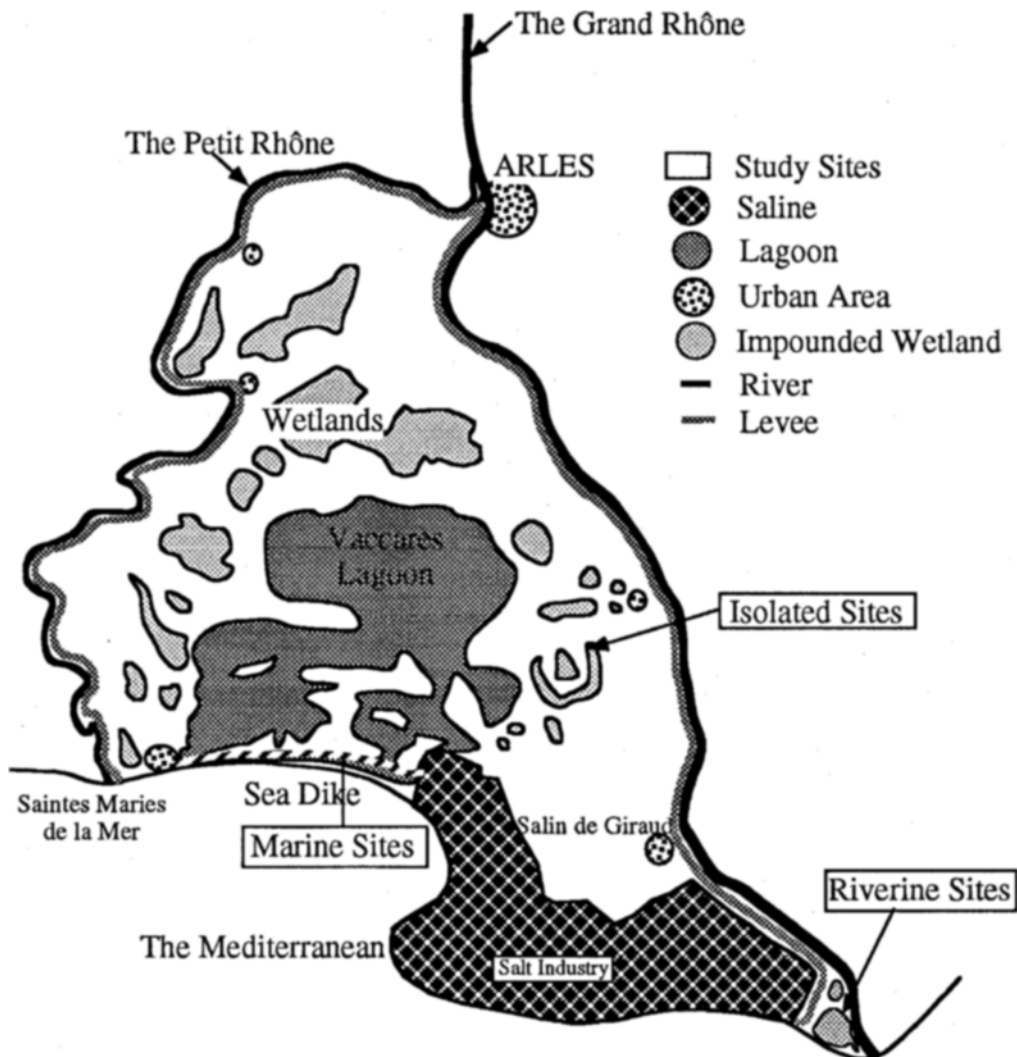 The Grand Rhône
The Petit Rhône
ARLES
Study Sites
Saline
Lagoon
Urban Area
Impounded Wetland
River
Levee
Wetlands
Vaccares
Lagoon
Isolated Sites
Saintes Maries
de la Mer
Sea Dike
Marine Sites
Salin de Giraud
Riverine Sites
The Mediterranean
Salt Industry